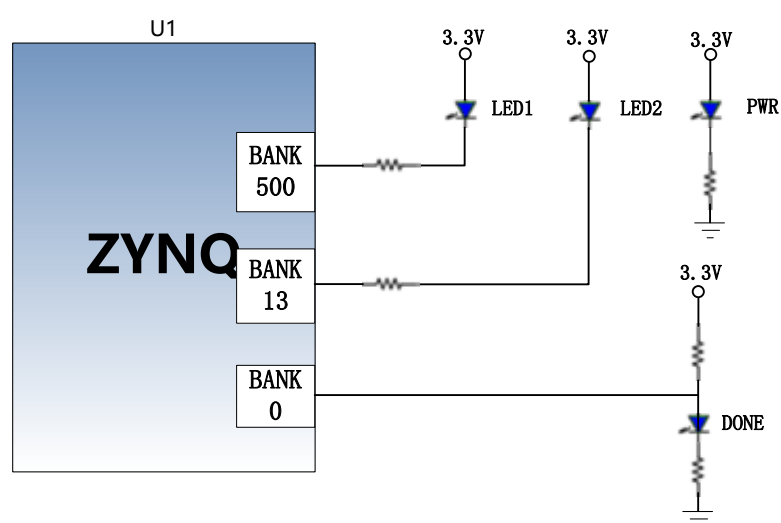 U1
3.3V
3.3V
3.3V
LED1
LED2
PWR
BANK
500
ZYNQ
BANK
13
3.3V
BANK
0
DONE